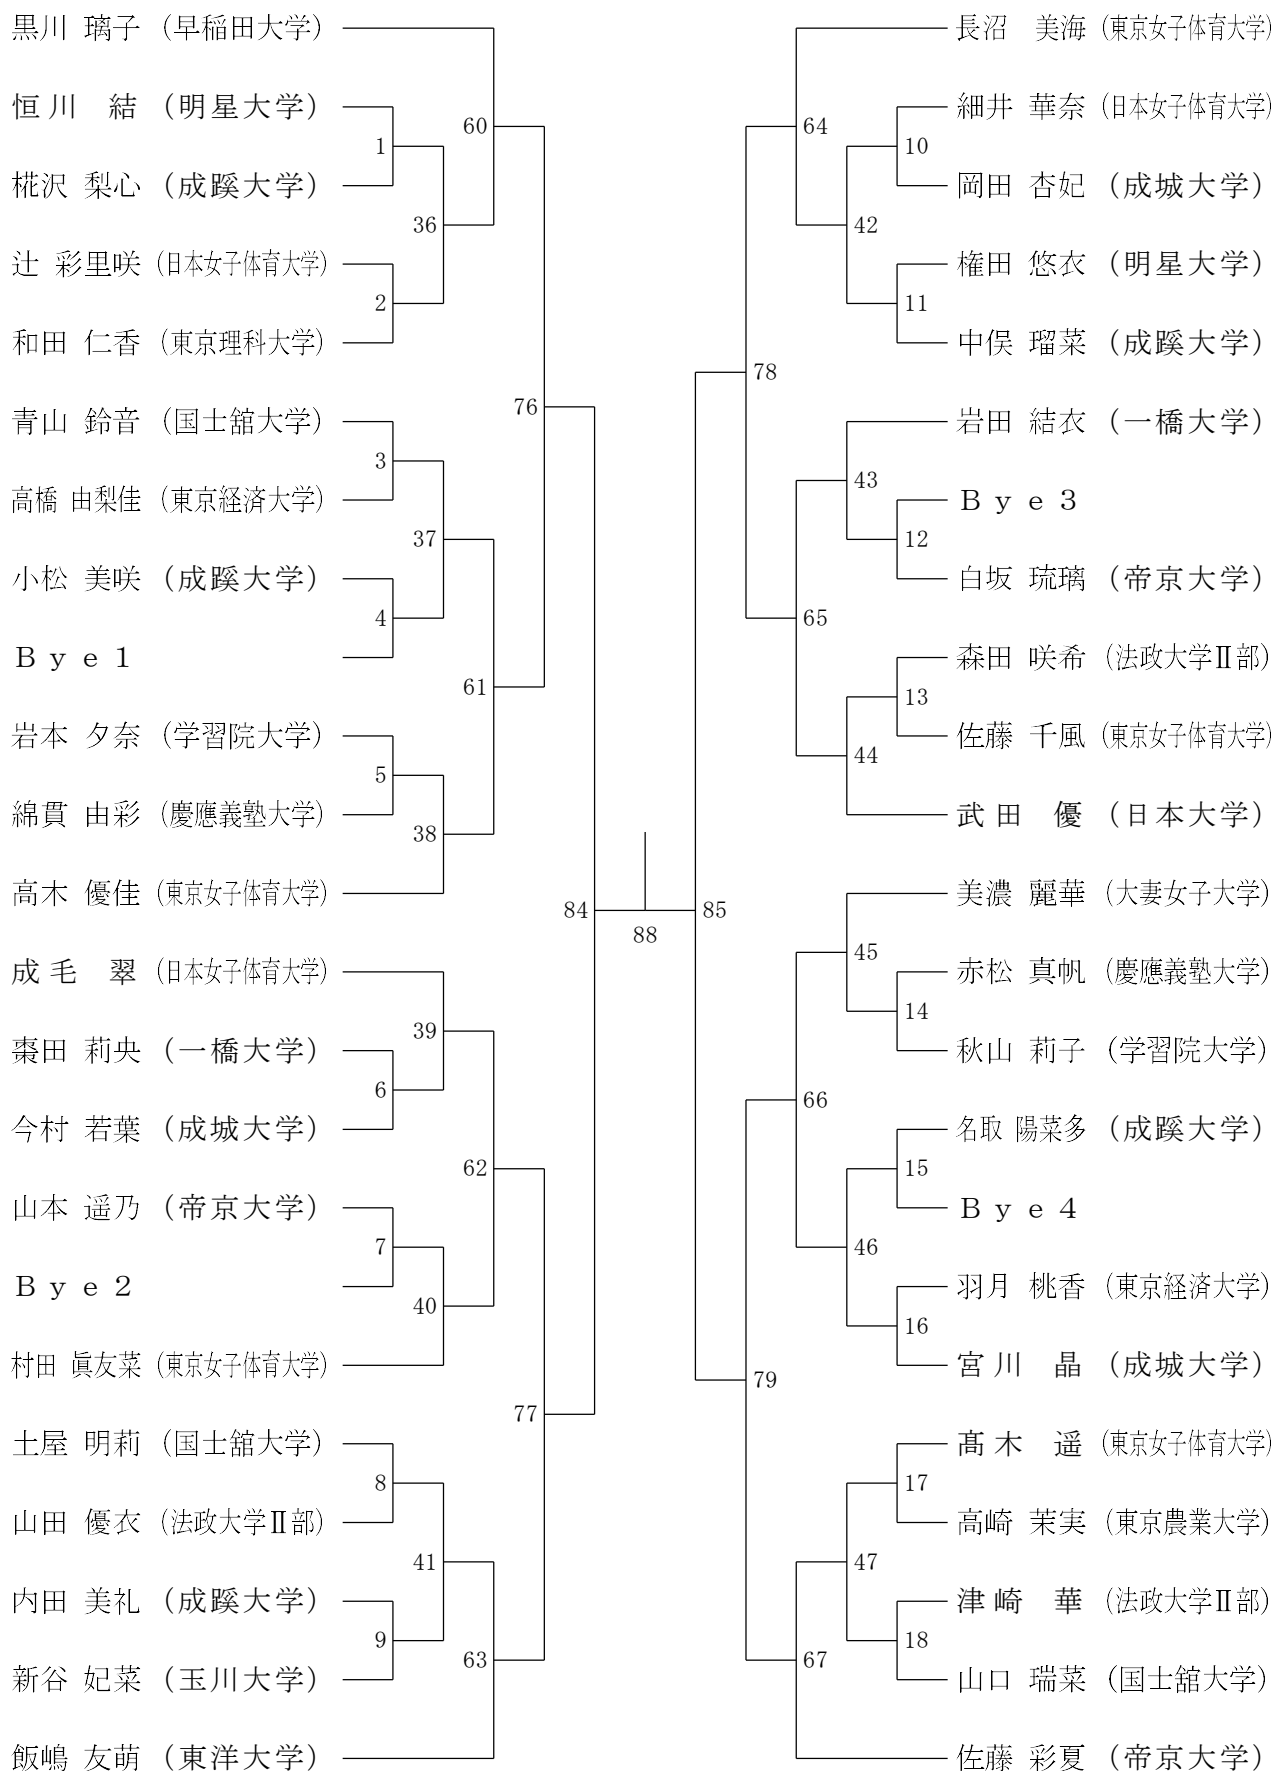 黒川 璃子 (早稲田大学)
恒川 結 (明星大学)
椛沢 梨心 (成蹊大学)
辻 彩里咲 (日本女子体育大学)
和田 仁香 (東京理科大学)
青山 鈴音 (国士舘大学)
高橋 由梨佳 (東京経済大学)
小松 美咲 (成蹊大学)
Bye1
岩本 夕奈 (学習院大学)
綿貫 由彩 (慶應義塾大学)
高木 優佳 (東京女子体育大学)
成毛 翠 (日本女子体育大学)
棗田 莉央 (一橋大学)
今村 若葉 (成城大学)
山本 遥乃 (帝京大学)
Bye2
村田 眞友菜 (東京女子体育大学)
土屋 明莉 (国士舘大学)
山田 優衣 (法政大学Ⅱ部)
内田 美礼 (成蹊大学)
新谷 妃菜 (玉川大学)
飯嶋 友萌 (東洋大学)
1
2
3
4
5
6
7
8
9
36
37
38
39
40
41
60
61
62
63
76
77
84
88
85
78
79
64
65
66
67
42
43
44
45
46
47
10
11
12
13
14
15
16
17
18
長沼 美海 (東京女子体育大学)
細井 華奈 (日本女子体育大学)
岡田 杏妃 (成城大学)
権田 悠衣 (明星大学)
中俣 瑠菜 (成蹊大学)
岩田 結衣 (一橋大学)
Bye3
白坂 琉璃 (帝京大学)
森田 咲希 (法政大学Ⅱ部)
佐藤 千風 (東京女子体育大学)
武田 優 (日本大学)
美濃 麗華 (大妻女子大学)
赤松 真帆 (慶應義塾大学)
秋山 莉子 (学習院大学)
名取 陽菜多 (成蹊大学)
Bye4
羽月 桃香 (東京経済大学)
宮川 晶 (成城大学)
髙木 遥 (東京女子体育大学)
高崎 茉実 (東京農業大学)
津崎 華 (法政大学Ⅱ部)
山口 瑞菜 (国士舘大学)
佐藤 彩夏 (帝京大学)